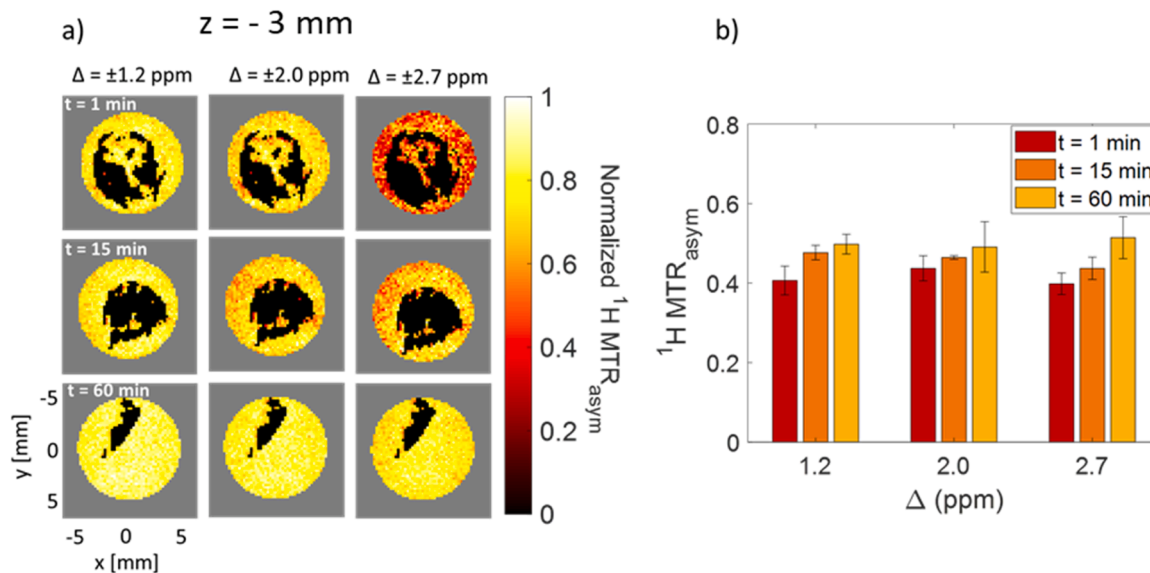 a)
z = - 3 mm
Δ = ±1.2 ppm
Δ = ±2.0 ppm
Δ = ±2.7 ppm
t = 1 min
t = 15 min
t = 60 min
-5
0
5
y [mm]
-5 0 5
x [mm]
1
0.8
0.6
0.4
0.2
0
Normalized ¹H MTRasym
b)
0.8
0.6
0.4
0.2
0
¹H MTRasym
t = 1 min
t = 15 min
t = 60 min
1.2 2.0 2.7
Δ (ppm)